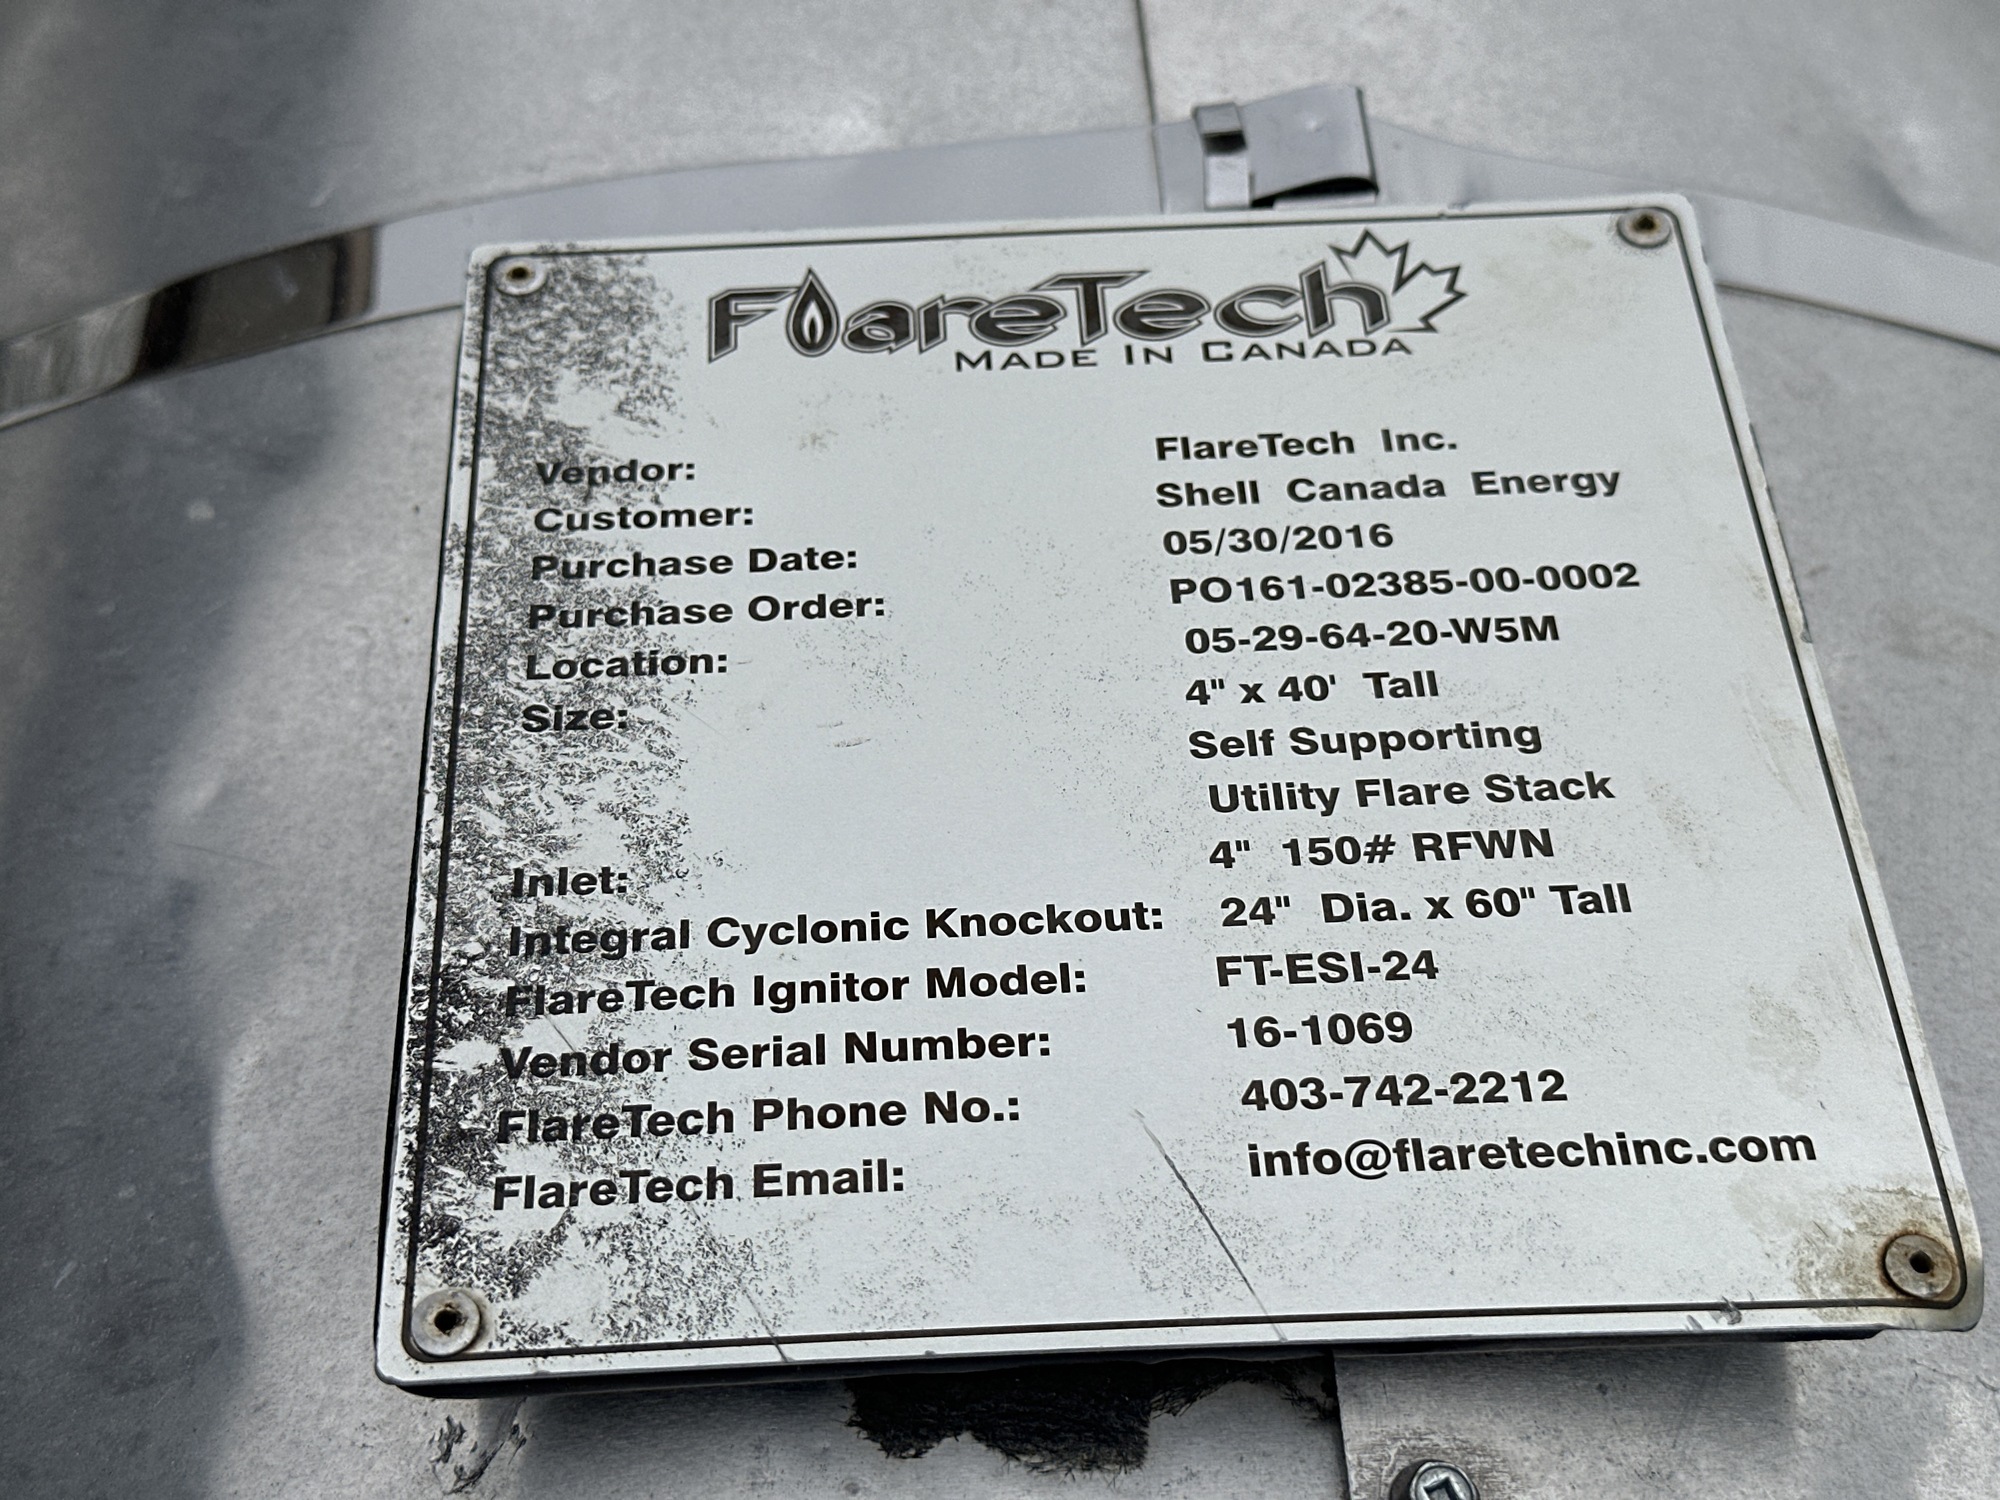 FlareTech
MADE IN CANADA
Vendor: FlareTech Inc.
Customer: Shell Canada Energy
Purchase Date: 05/30/2016
Purchase Order: PO161-02385-00-0002
Location: 05-29-64-20-W5M
Size: 4" x 40' Tall
Self Supporting
Utility Flare Stack
Inlet: 4" 150# RFWN
Integral Cyclonic Knockout: 24" Dia. x 60" Tall
FlareTech Ignitor Model: FT-ESI-24
Vendor Serial Number: 16-1069
FlareTech Phone No.: 403-742-2212
FlareTech Email: info@flaretechinc.com